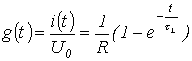 g(t) = i(t)/U₀ = 1/R (1 − e^(−t/τ_L))